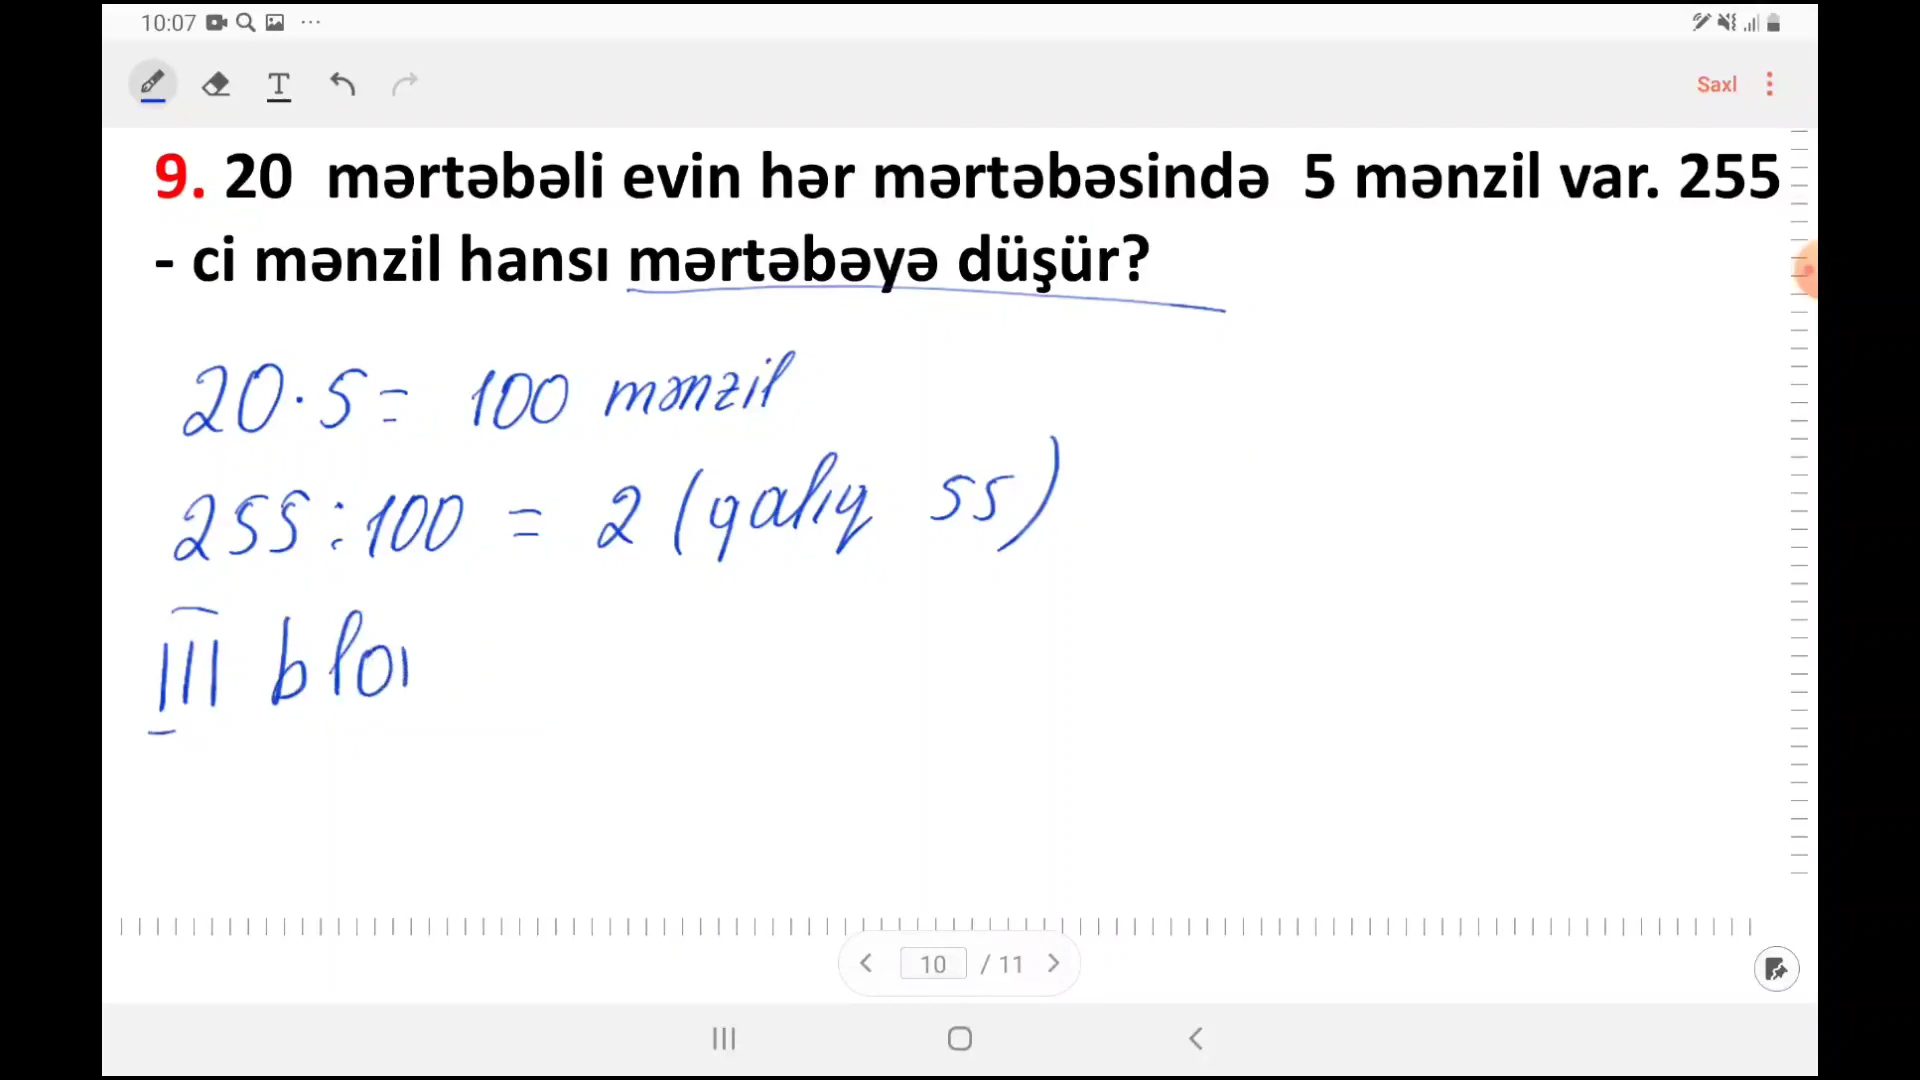 10:07
Saxl
9. 20 mərtəbəli evin hər mərtəbəsində 5 mənzil var. 255
- ci mənzil hansı mərtəbəyə düşür?
20 · 5 = 100 mənzil
255 : 100 = 2 (qalıq 55)
III blo
10 / 11